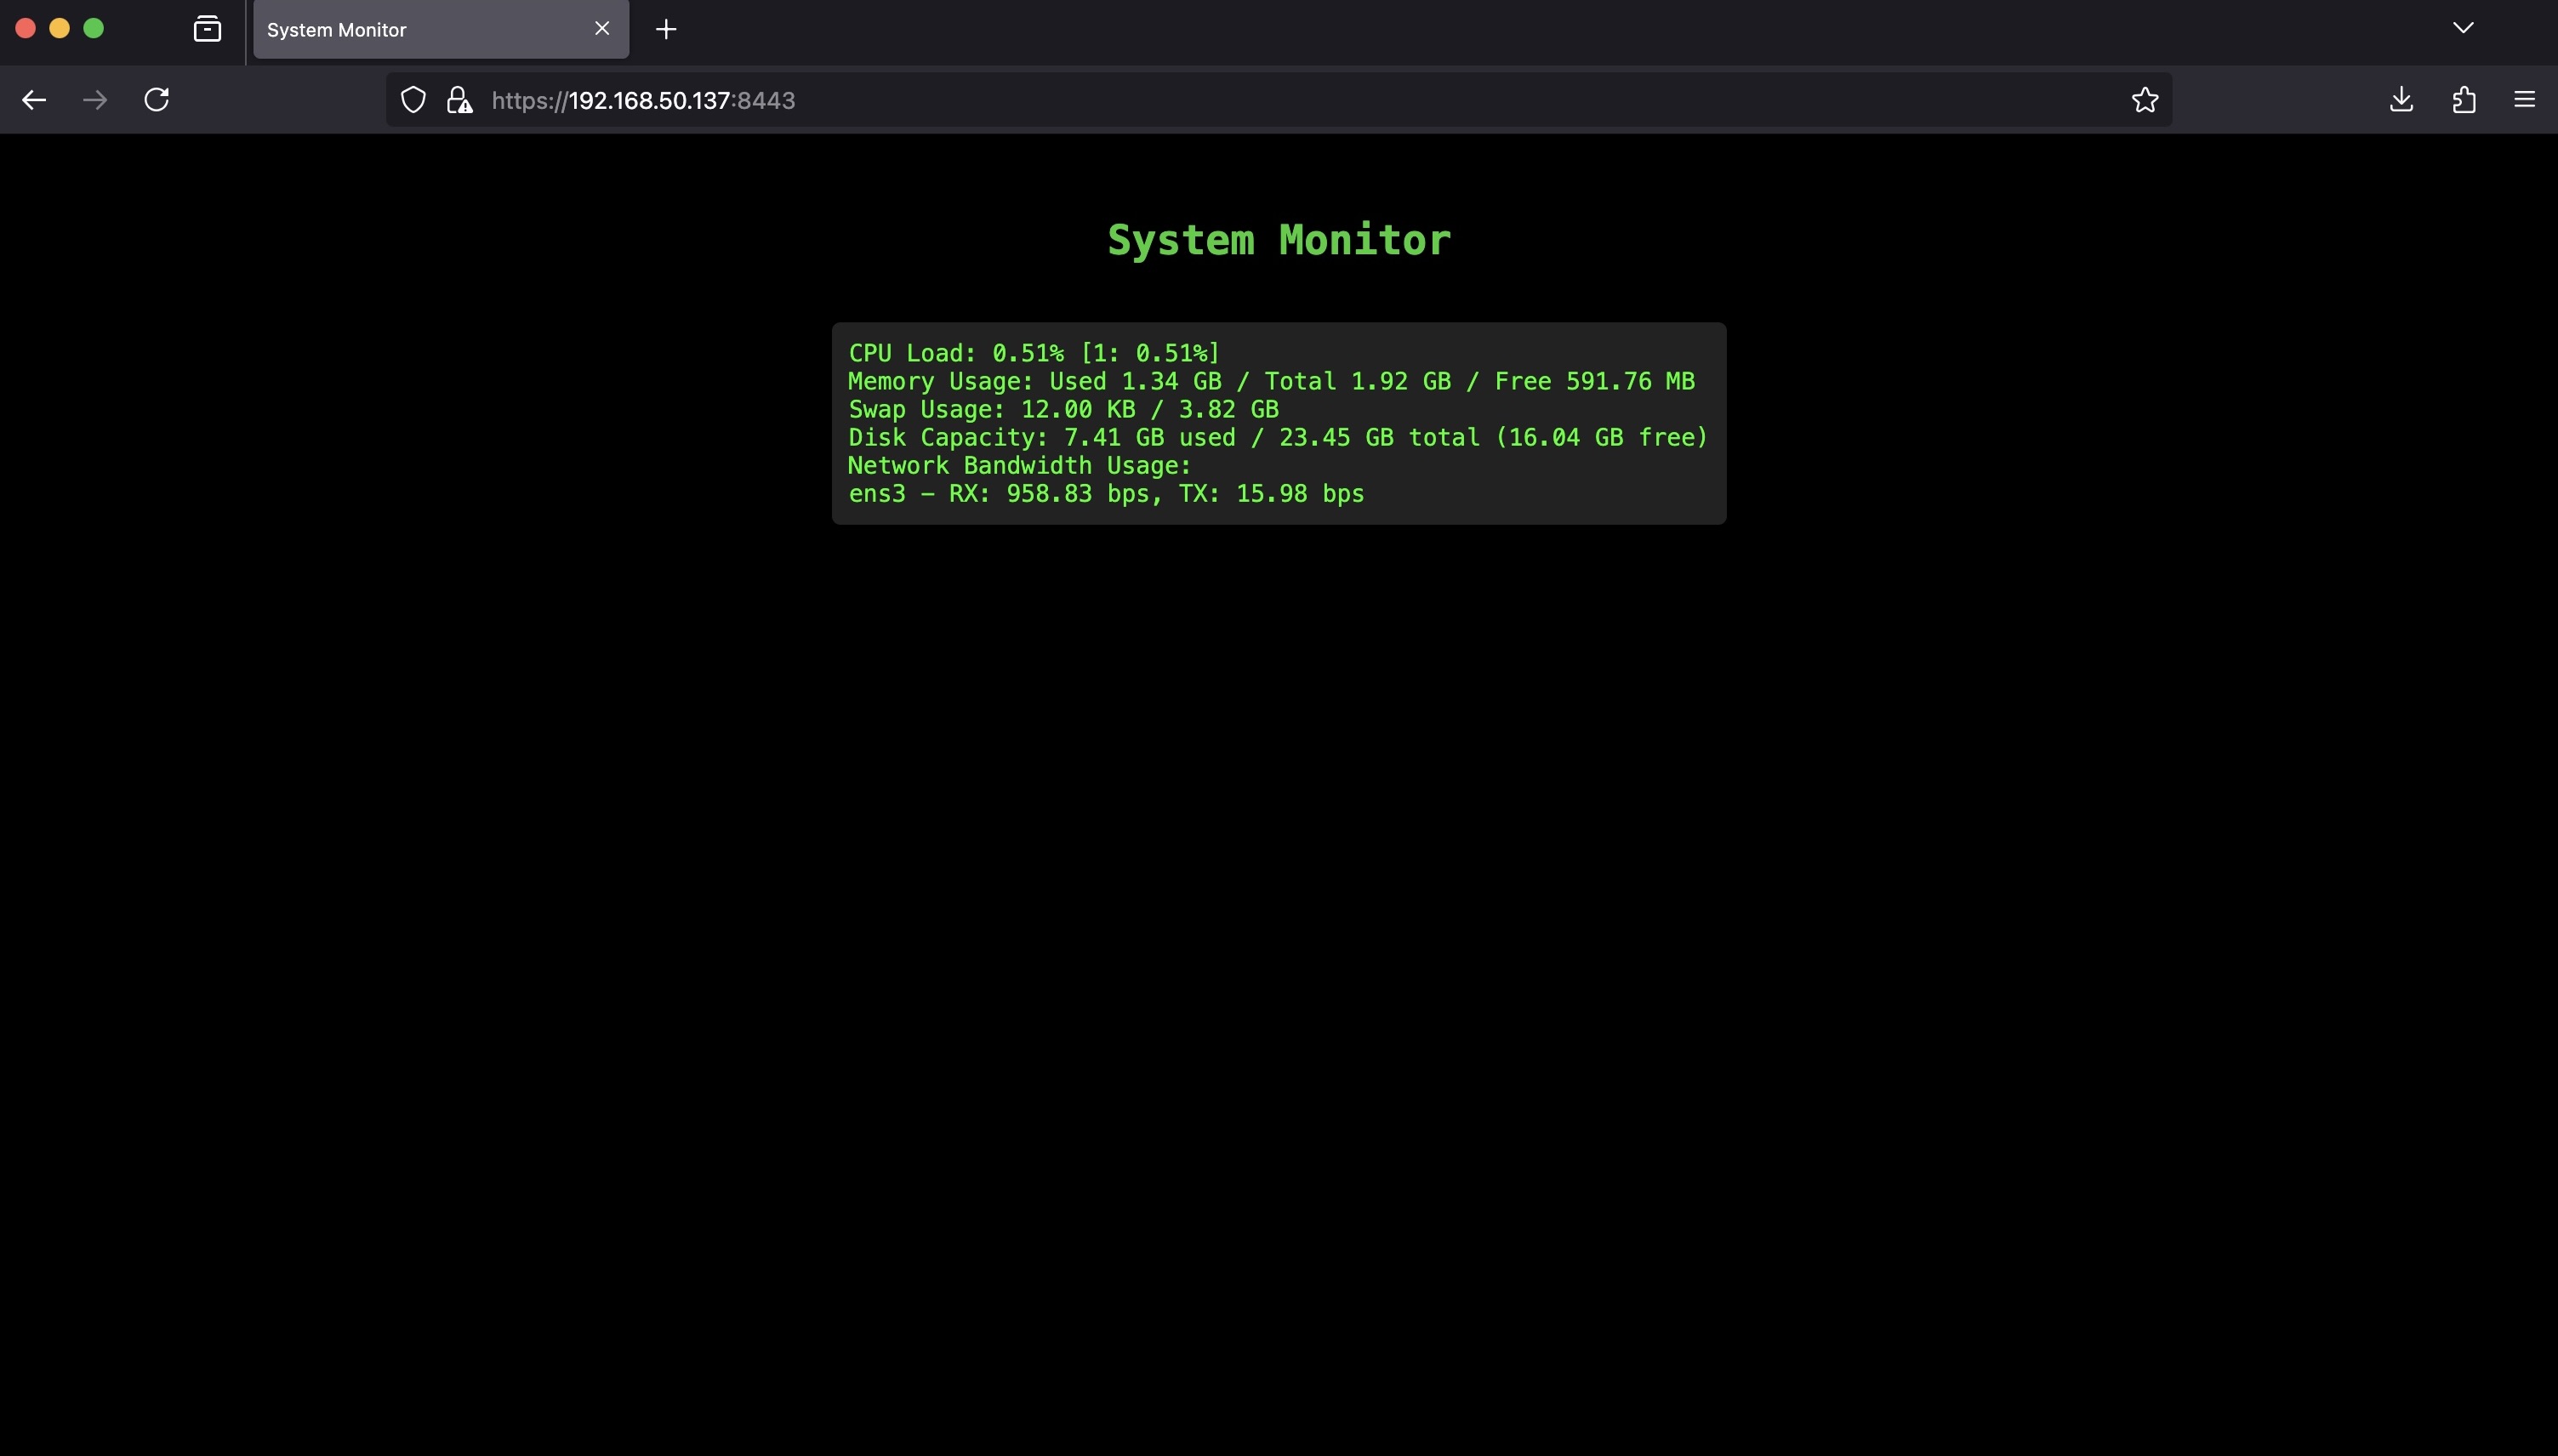 System Monitor
https://192.168.50.137:8443
System Monitor
CPU Load: 0.51% [1: 0.51%]
Memory Usage: Used 1.34 GB / Total 1.92 GB / Free 591.76 MB
Swap Usage: 12.00 KB / 3.82 GB
Disk Capacity: 7.41 GB used / 23.45 GB total (16.04 GB free)
Network Bandwidth Usage:
ens3 – RX: 958.83 bps, TX: 15.98 bps